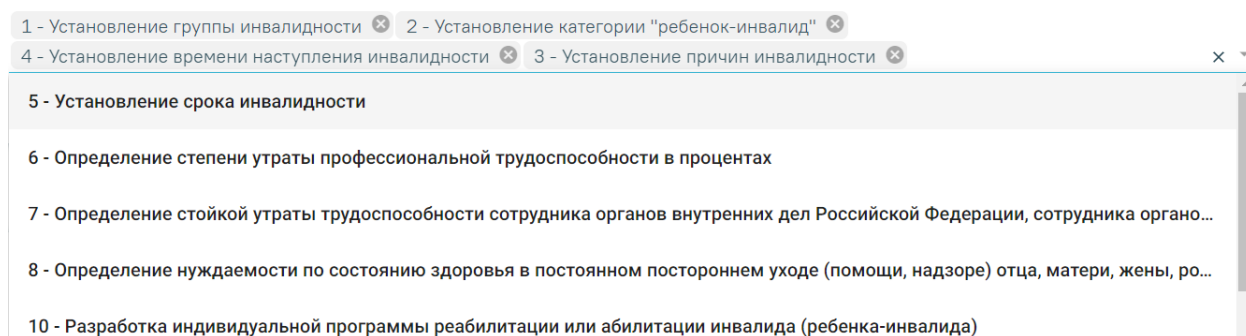 1 - Установление группы инвалидности 2 - Установление категории "ребенок-инвалид"
4 - Установление времени наступления инвалидности 3 - Установление причин инвалидности
5 - Установление срока инвалидности
6 - Определение степени утраты профессиональной трудоспособности в процентах
7 - Определение стойкой утраты трудоспособности сотрудника органов внутренних дел Российской Федерации, сотрудника органо...
8 - Определение нуждаемости по состоянию здоровья в постоянном постороннем уходе (помощи, надзоре) отца, матери, жены, ро...
10 - Разработка индивидуальной программы реабилитации или абилитации инвалида (ребенка-инвалида)